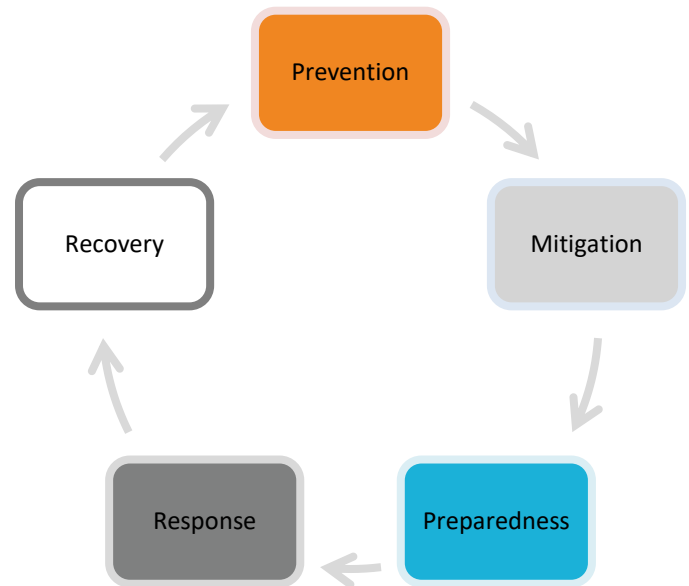 Prevention
Mitigation
Preparedness
Response
Recovery